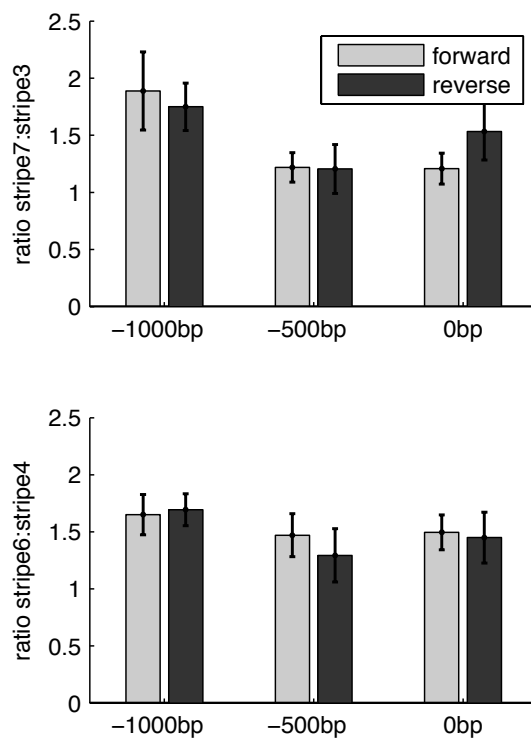 2.5
2
1.5
1
0.5
0
ratio stripe7:stripe3
forward
reverse
−1000bp
−500bp
0bp
2.5
2
1.5
1
0.5
0
ratio stripe6:stripe4
−1000bp
−500bp
0bp